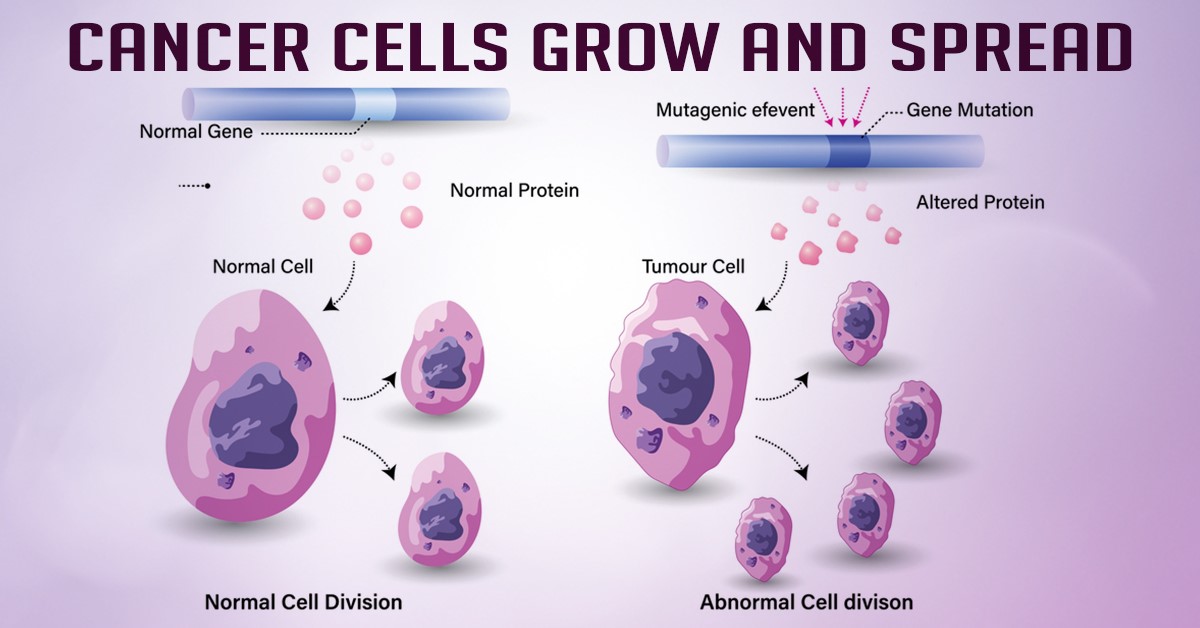 CANCER CELLS GROW AND SPREAD
Normal Gene
Normal Protein
Normal Cell
Normal Cell Division
Mutagenic efevent
Gene Mutation
Altered Protein
Tumour Cell
Abnormal Cell divison